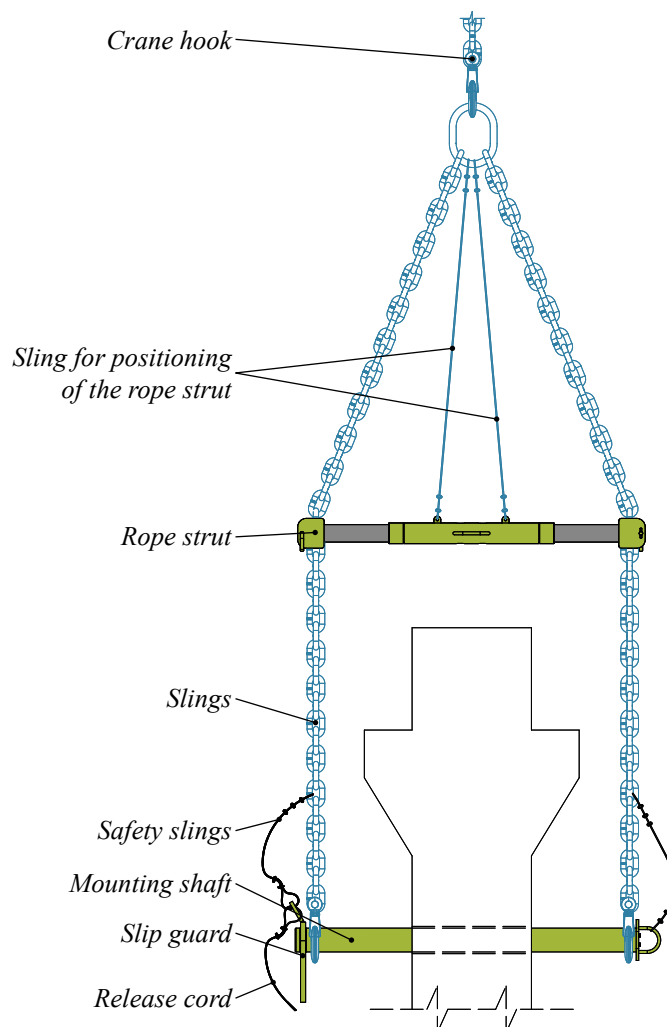 Crane hook
Sling for positioning
of the rope strut
Rope strut
Slings
Safety slings
Mounting shaft
Slip guard
Release cord